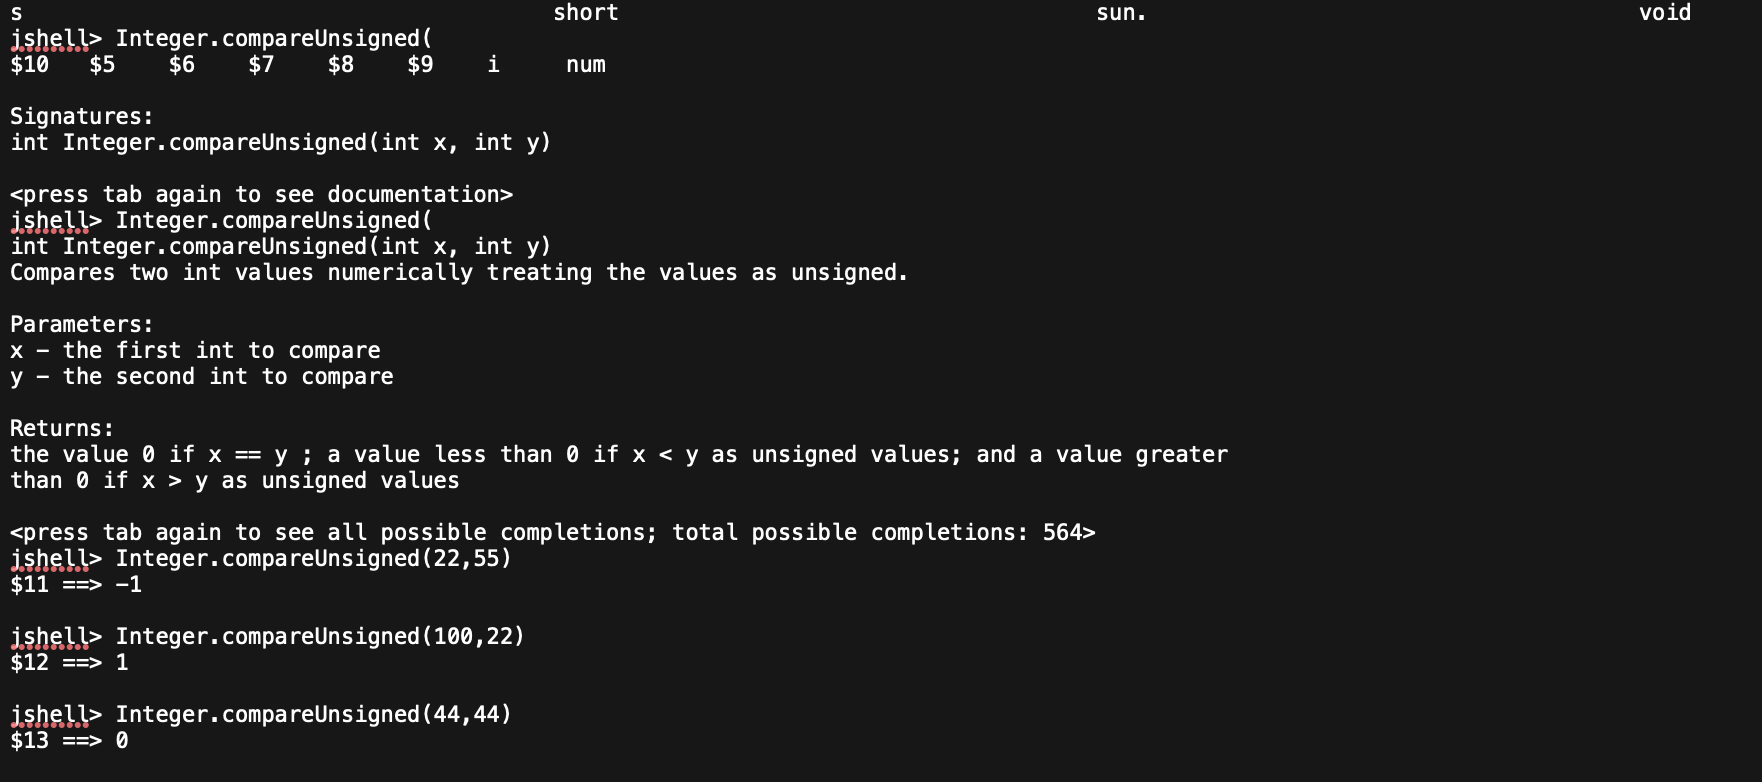 s short sun. void
jshell> Integer.compareUnsigned(
$10 $5 $6 $7 $8 $9 i num
Signatures:
int Integer.compareUnsigned(int x, int y)
<press tab again to see documentation>
jshell> Integer.compareUnsigned(
int Integer.compareUnsigned(int x, int y)
Compares two int values numerically treating the values as unsigned.
Parameters:
x – the first int to compare
y – the second int to compare
Returns:
the value 0 if x == y ; a value less than 0 if x < y as unsigned values; and a value greater
than 0 if x > y as unsigned values
<press tab again to see all possible completions; total possible completions: 564>
jshell> Integer.compareUnsigned(22,55)
$11 ==> -1
jshell> Integer.compareUnsigned(100,22)
$12 ==> 1
jshell> Integer.compareUnsigned(44,44)
$13 ==> 0